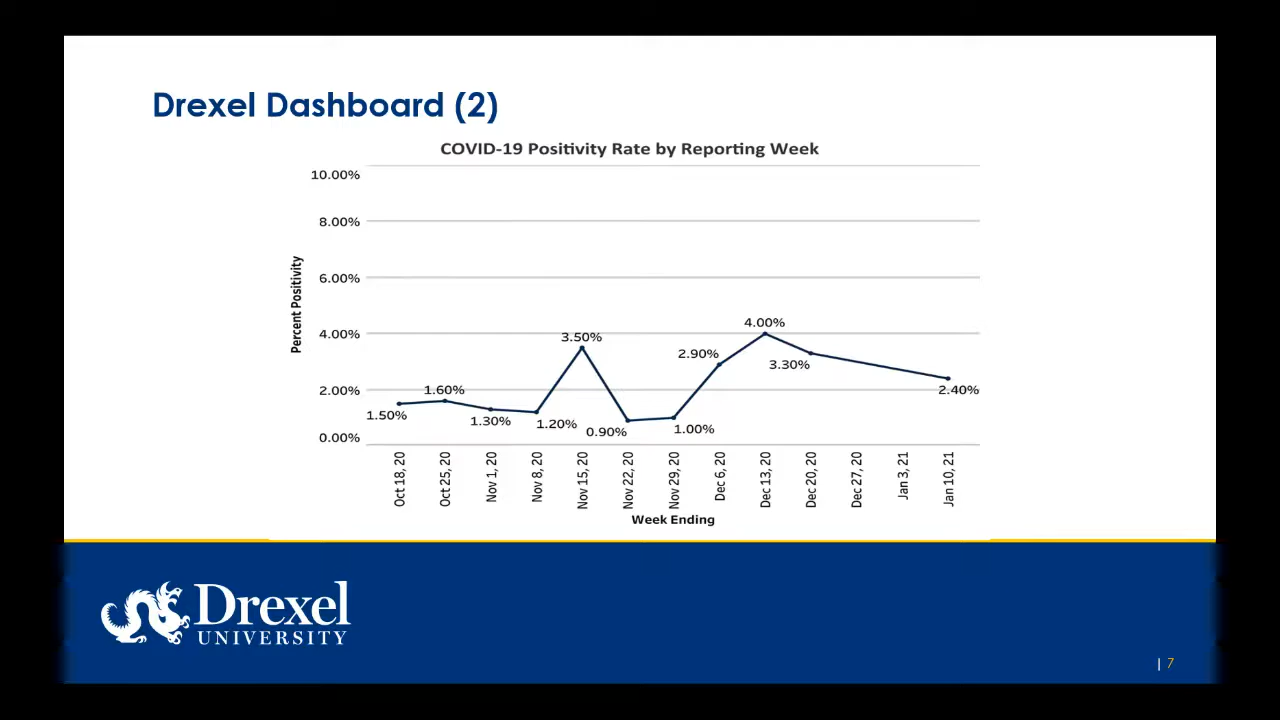 Drexel Dashboard (2)
COVID-19 Positivity Rate by Reporting Week
10.00%
8.00%
6.00%
4.00%
2.00%
0.00%
Percent Positivity
1.50%
1.60%
1.30%
1.20%
3.50%
0.90%
1.00%
2.90%
4.00%
3.30%
2.40%
Oct 18, 20
Oct 25, 20
Nov 1, 20
Nov 8, 20
Nov 15, 20
Nov 22, 20
Nov 29, 20
Dec 6, 20
Dec 13, 20
Dec 20, 20
Dec 27, 20
Jan 3, 21
Jan 10, 21
Week Ending
Drexel
UNIVERSITY
| 7